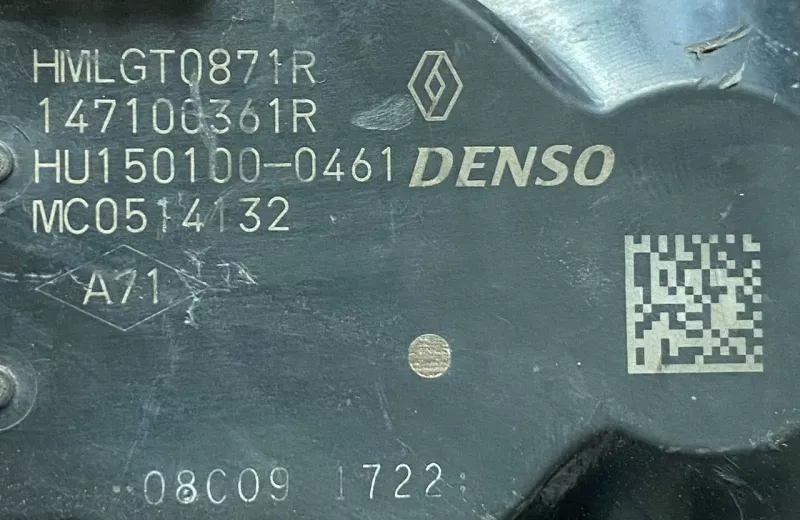 HMLGT0871R
147100361R
HU150100-0461
DENSO
MC0514132
A71
08C09 1722